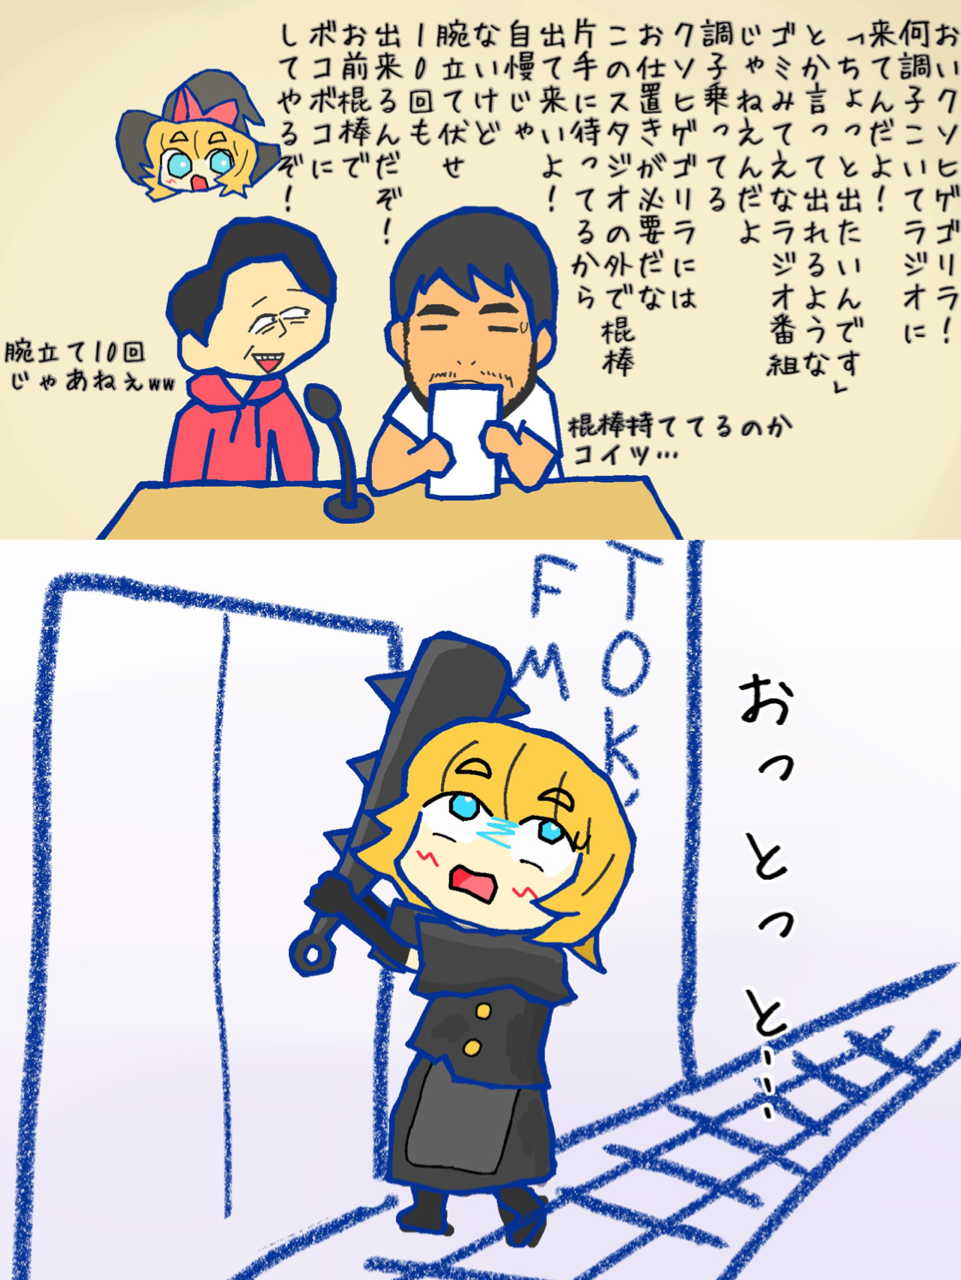 おいクソヒゲゴリラ！
何調子こいてラジオに
来てんだよ！
「ちょっと出たいんです」
とか言って出れるような
ゴミみてえなラジオ番組
じゃねえんだよ
調子乗ってる
クソヒゲゴリラには
お仕置きが必要だな
このスタジオの外で棍棒
片手に待ってるから
出て来いよ！
自慢じゃ
ないけど
腕立て伏せ
10回も
出来るんだぞ！
お前棍棒で
ボコボコに
してやるぞ！
腕立て10回
じゃあねぇww
棍棒持ててるのか
コイツ…
TOK
FM
おっとっと……